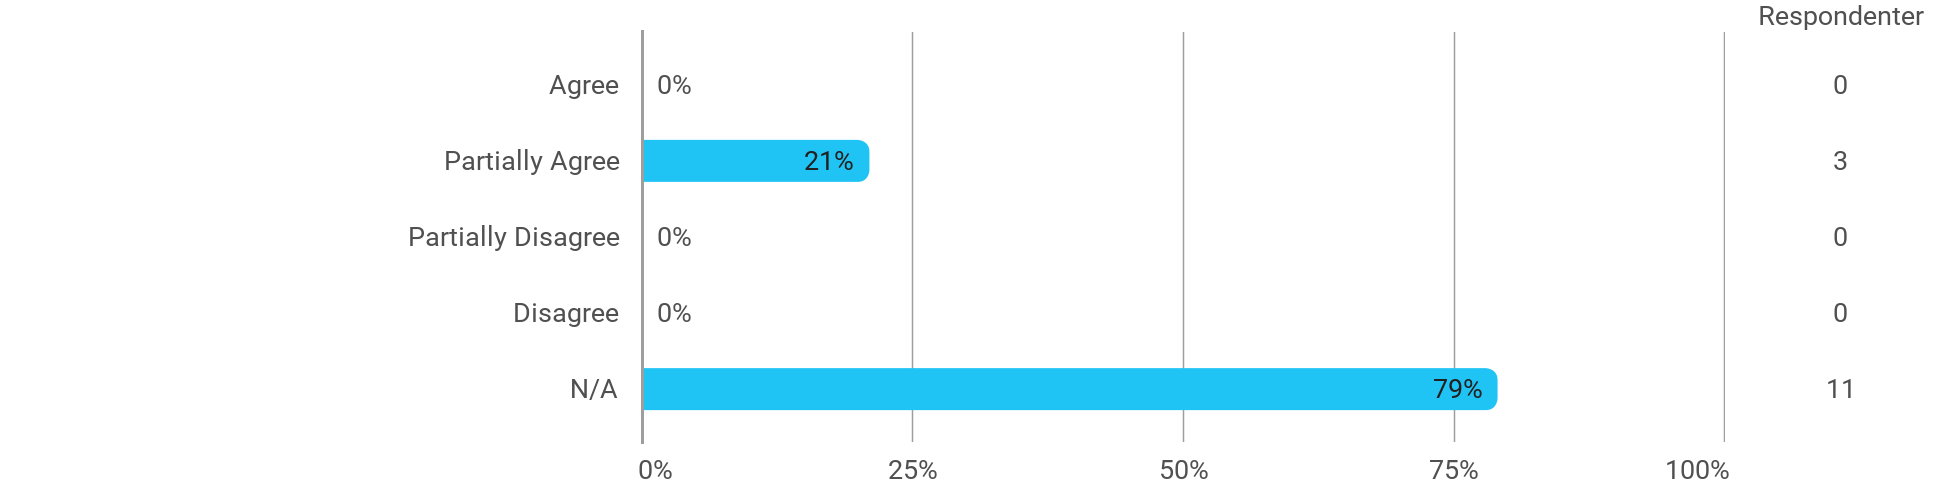 Respondenter
Agree 0% 0
Partially Agree 21% 3
Partially Disagree 0% 0
Disagree 0% 0
N/A 79% 11
0% 25% 50% 75% 100%